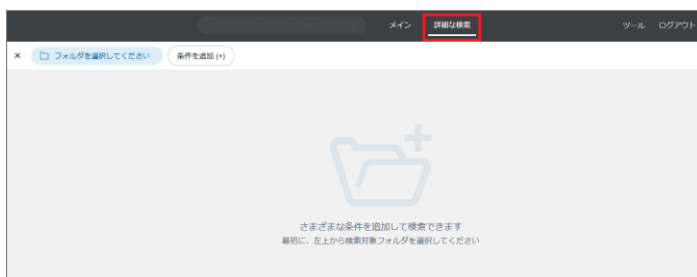 メイン 詳細な検索 ツール ログアウト
× フォルダを選択してください 条件を追加 (+)
さまざまな条件を追加して検索できます
最初に、左上から検索対象フォルダを選択してください